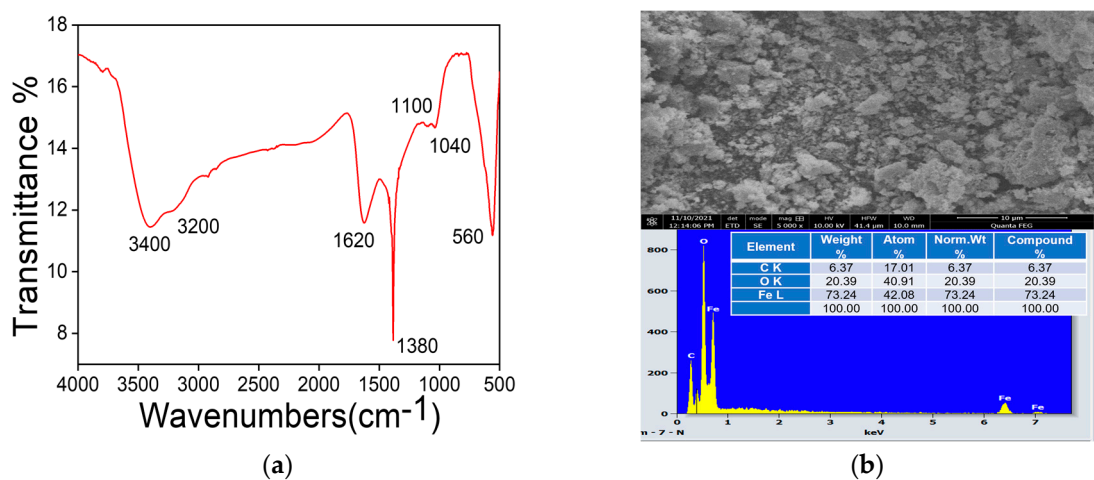 18
16
14
12
10
8
Transmittance %
1100
1040
3200
3400
1620
560
1380
4000 3500 3000 2500 2000 1500 1000 500
Wavenumbers(cm-1)
(a)
11/10/2021 det mode mag HV HFW WD 10 µm
12:14:06 PM ETD SE 5 000 x 10.00 kV 41.4 µm 10.0 mm Quanta FEG
800
600
400
200
0
Element Weight % Atom % Norm.Wt % Compound %
C K 6.37 17.01 6.37 6.37
O K 20.39 40.91 20.39 20.39
Fe L 73.24 42.08 73.24 73.24
100.00 100.00 100.00 100.00
O
Fe
C
Fe
Fe
0 1 2 3 4 5 6 7
m - 7 - N
keV
(b)